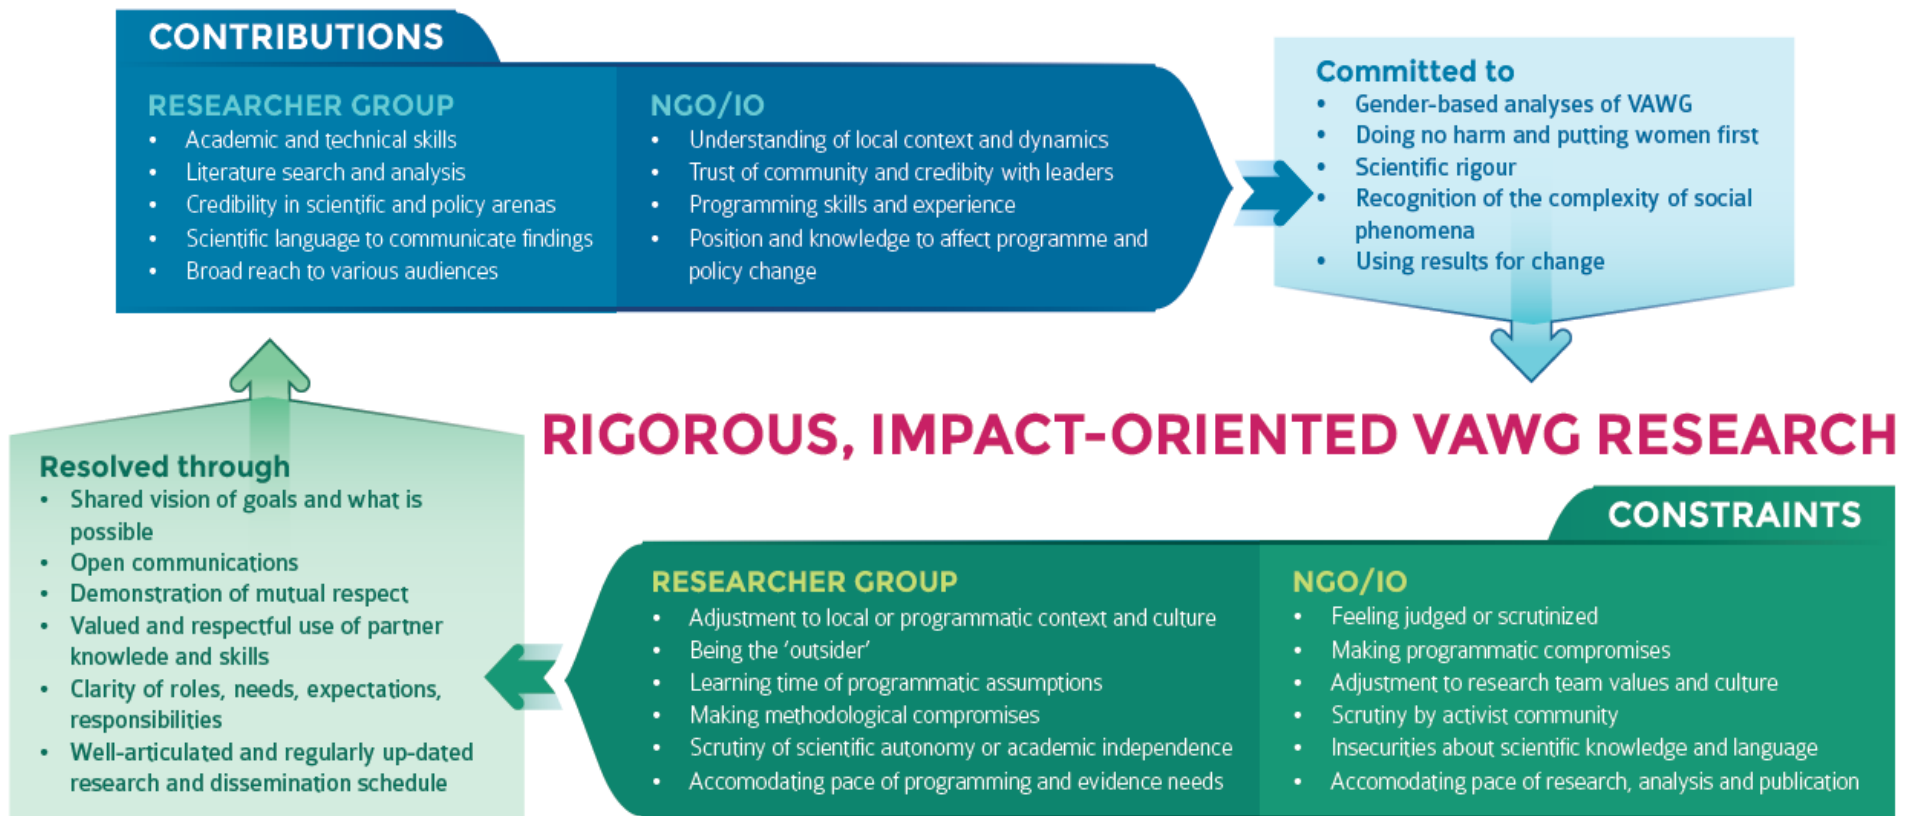 CONTRIBUTIONS
RESEARCHER GROUP
• Academic and technical skills
• Literature search and analysis
• Credibility in scientific and policy arenas
• Scientific language to communicate findings
• Broad reach to various audiences
NGO/IO
• Understanding of local context and dynamics
• Trust of community and credibity with leaders
• Programming skills and experience
• Position and knowledge to affect programme and
policy change
Committed to
• Gender-based analyses of VAWG
• Doing no harm and putting women first
• Scientific rigour
• Recognition of the complexity of social
phenomena
• Using results for change
RIGOROUS, IMPACT-ORIENTED VAWG RESEARCH
Resolved through
• Shared vision of goals and what is
possible
• Open communications
• Demonstration of mutual respect
• Valued and respectful use of partner
knowlede and skills
• Clarity of roles, needs, expectations,
responsibilities
• Well-articulated and regularly up-dated
research and dissemination schedule
CONSTRAINTS
RESEARCHER GROUP
• Adjustment to local or programmatic context and culture
• Being the ‘outsider’
• Learning time of programmatic assumptions
• Making methodological compromises
• Scrutiny of scientific autonomy or academic independence
• Accomodating pace of programming and evidence needs
NGO/IO
• Feeling judged or scrutinized
• Making programmatic compromises
• Adjustment to research team values and culture
• Scrutiny by activist community
• Insecurities about scientific knowledge and language
• Accomodating pace of research, analysis and publication